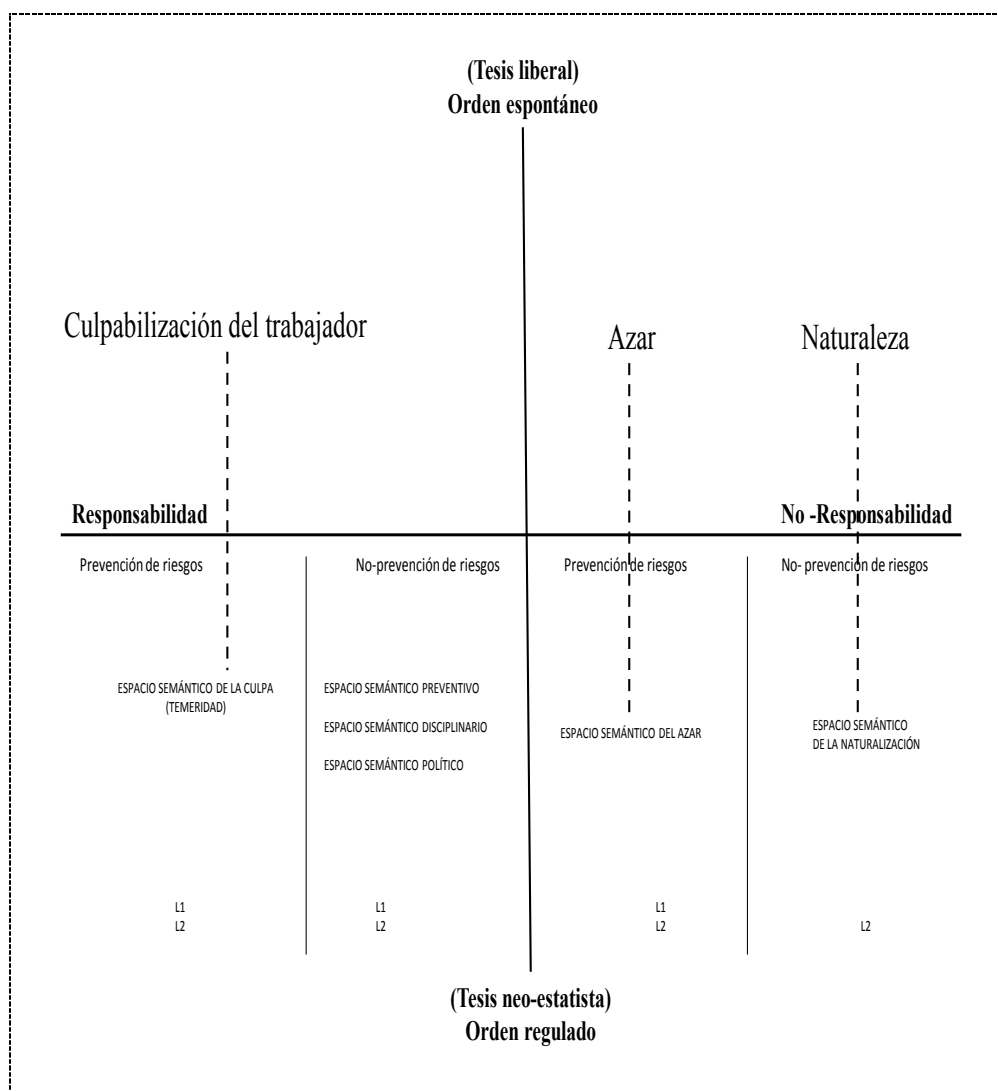 (Tesis liberal)
Orden espontáneo
Culpabilización del trabajador
Azar
Naturaleza
Responsabilidad
No -Responsabilidad
Prevención de riesgos
No-prevención de riesgos
Prevención de riesgos
No- prevención de riesgos
ESPACIO SEMÁNTICO DE LA CULPA
(TEMERIDAD)
ESPACIO SEMÁNTICO PREVENTIVO
ESPACIO SEMÁNTICO DISCIPLINARIO
ESPACIO SEMÁNTICO POLÍTICO
ESPACIO SEMÁNTICO DEL AZAR
ESPACIO SEMÁNTICO
DE LA NATURALIZACIÓN
L1
L2
L1
L2
L1
L2
L2
(Tesis neo-estatista)
Orden regulado